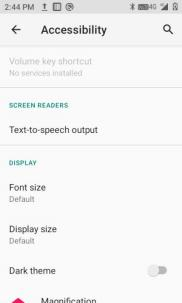 2:44 PM
4G
Accessibility
Volume key shortcut
No services installed
SCREEN READERS
Text-to-speech output
DISPLAY
Font size
Default
Display size
Default
Dark theme
Magnification